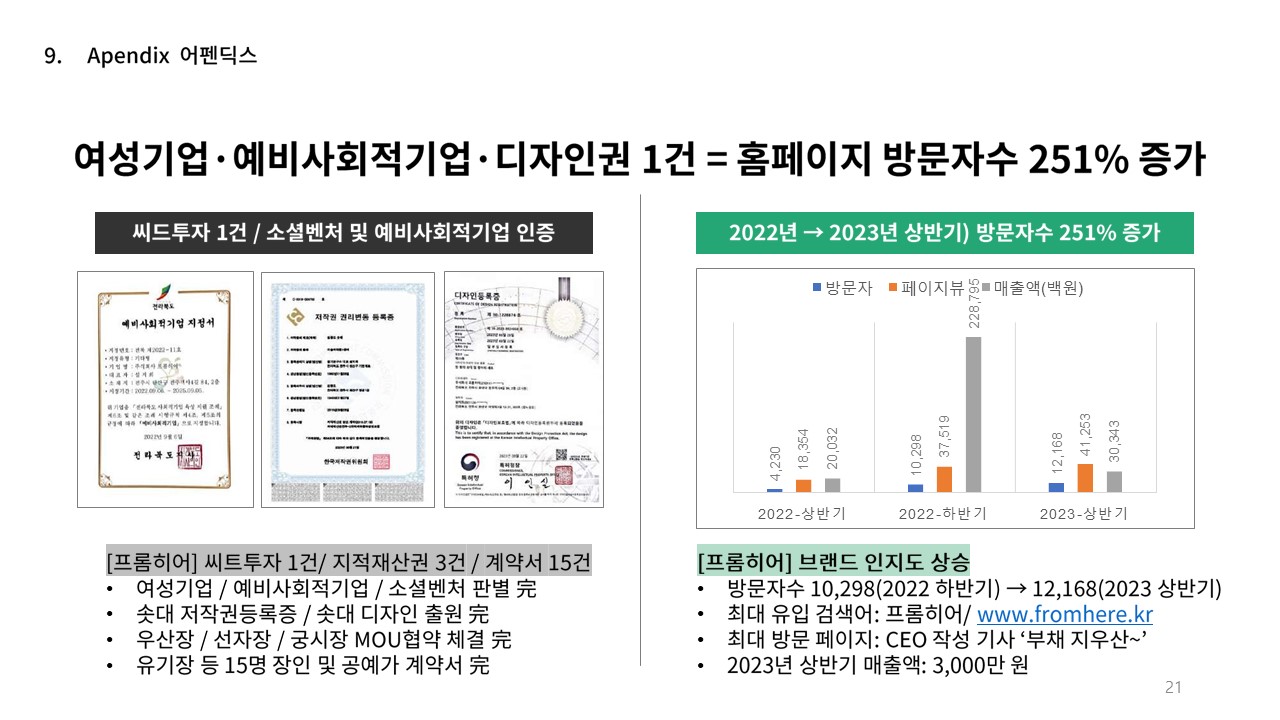 9. Apendix 어펜딕스
여성기업·예비사회적기업·디자인권 1건 = 홈페이지 방문자수 251% 증가
씨드투자 1건 / 소셜벤처 및 예비사회적기업 인증
전라북도
예비사회적기업 지정서
2022년 9월 6일
전라북도지사
저작권 권리변동 등록증
한국저작권위원회
디자인등록증
CERTIFICATE OF DESIGN REGISTRATION
특허청
특허청장
[프롬히어] 씨트투자 1건/ 지적재산권 3건 / 계약서 15건
• 여성기업 / 예비사회적기업 / 소셜벤처 판별 完
• 솟대 저작권등록증 / 솟대 디자인 출원 完
• 우산장 / 선자장 / 궁시장 MOU협약 체결 完
• 유기장 등 15명 장인 및 공예가 계약서 完
2022년 → 2023년 상반기) 방문자수 251% 증가
방문자 페이지뷰 매출액(백원)
4,230 18,354 20,032 10,298 37,519 228,795 12,168 41,253 30,343
2022-상반기 2022-하반기 2023-상반기
[프롬히어] 브랜드 인지도 상승
• 방문자수 10,298(2022 하반기) → 12,168(2023 상반기)
• 최대 유입 검색어: 프롬히어/ www.fromhere.kr
• 최대 방문 페이지: CEO 작성 기사 ‘부채 지우산~’
• 2023년 상반기 매출액: 3,000만 원
21